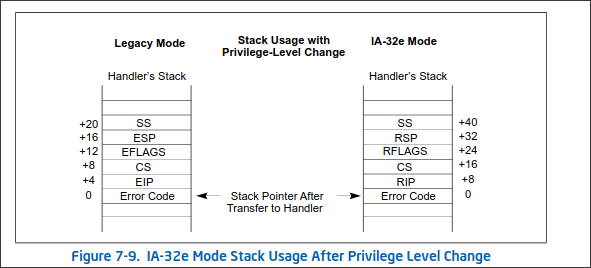 Legacy Mode Stack Usage with IA-32e Mode
Privilege-Level Change
Handler's Stack Handler's Stack
+20 SS SS +40
+16 ESP RSP +32
+12 EFLAGS RFLAGS +24
+8 CS CS +16
+4 EIP RIP +8
0 Error Code Stack Pointer After Error Code 0
Transfer to Handler
Figure 7-9. IA-32e Mode Stack Usage After Privilege Level Change